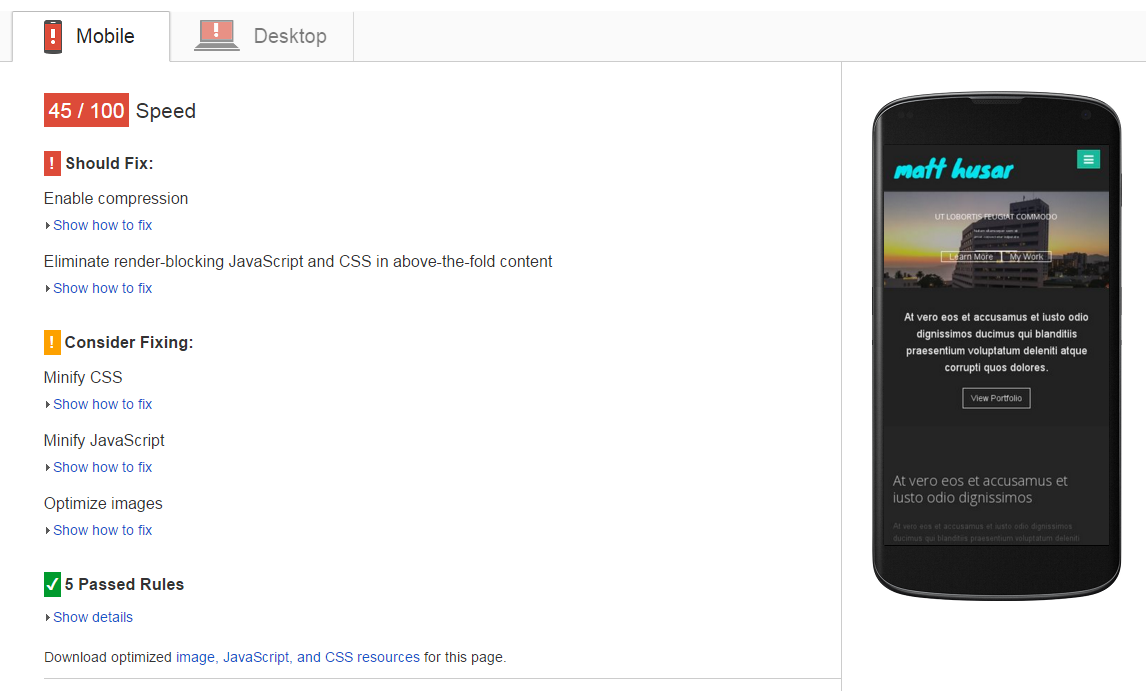 Mobile
Desktop
45 / 100 Speed
! Should Fix:
Enable compression
Show how to fix
Eliminate render-blocking JavaScript and CSS in above-the-fold content
Show how to fix
! Consider Fixing:
Minify CSS
Show how to fix
Minify JavaScript
Show how to fix
Optimize images
Show how to fix
5 Passed Rules
Show details
Download optimized image, JavaScript, and CSS resources for this page.
matt husar
UT LOBORTIS FEUGIAT COMMODO
Learn More
My Work
At vero eos et accusamus et iusto odio
dignissimos ducimus qui blanditiis
praesentium voluptatum deleniti atque
corrupti quos dolores.
View Portfolio
At vero eos et accusamus et
iusto odio dignissimos
At vero eos et accusamus et iusto odio dignissimos
ducimus qui blanditiis praesentium voluptatum deleniti